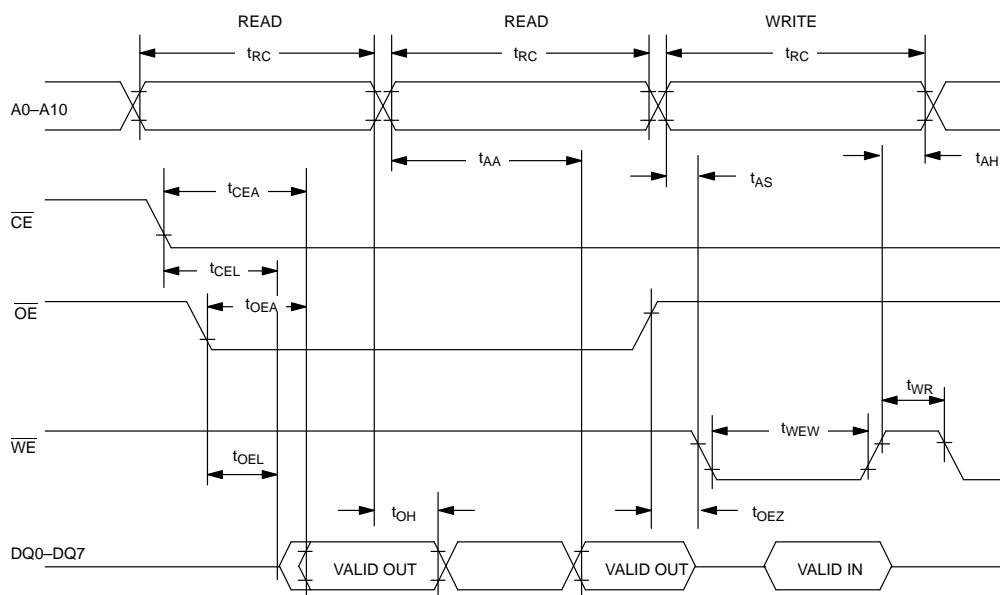 READ READ WRITE
tRC tRC tRC
A0–A10
tAA tAH
tCEA tAS
CE
tCEL
OE tOEA
tWR
WE tWEW
tOEL
tOH tOEZ
DQ0–DQ7
VALID OUT VALID OUT VALID IN